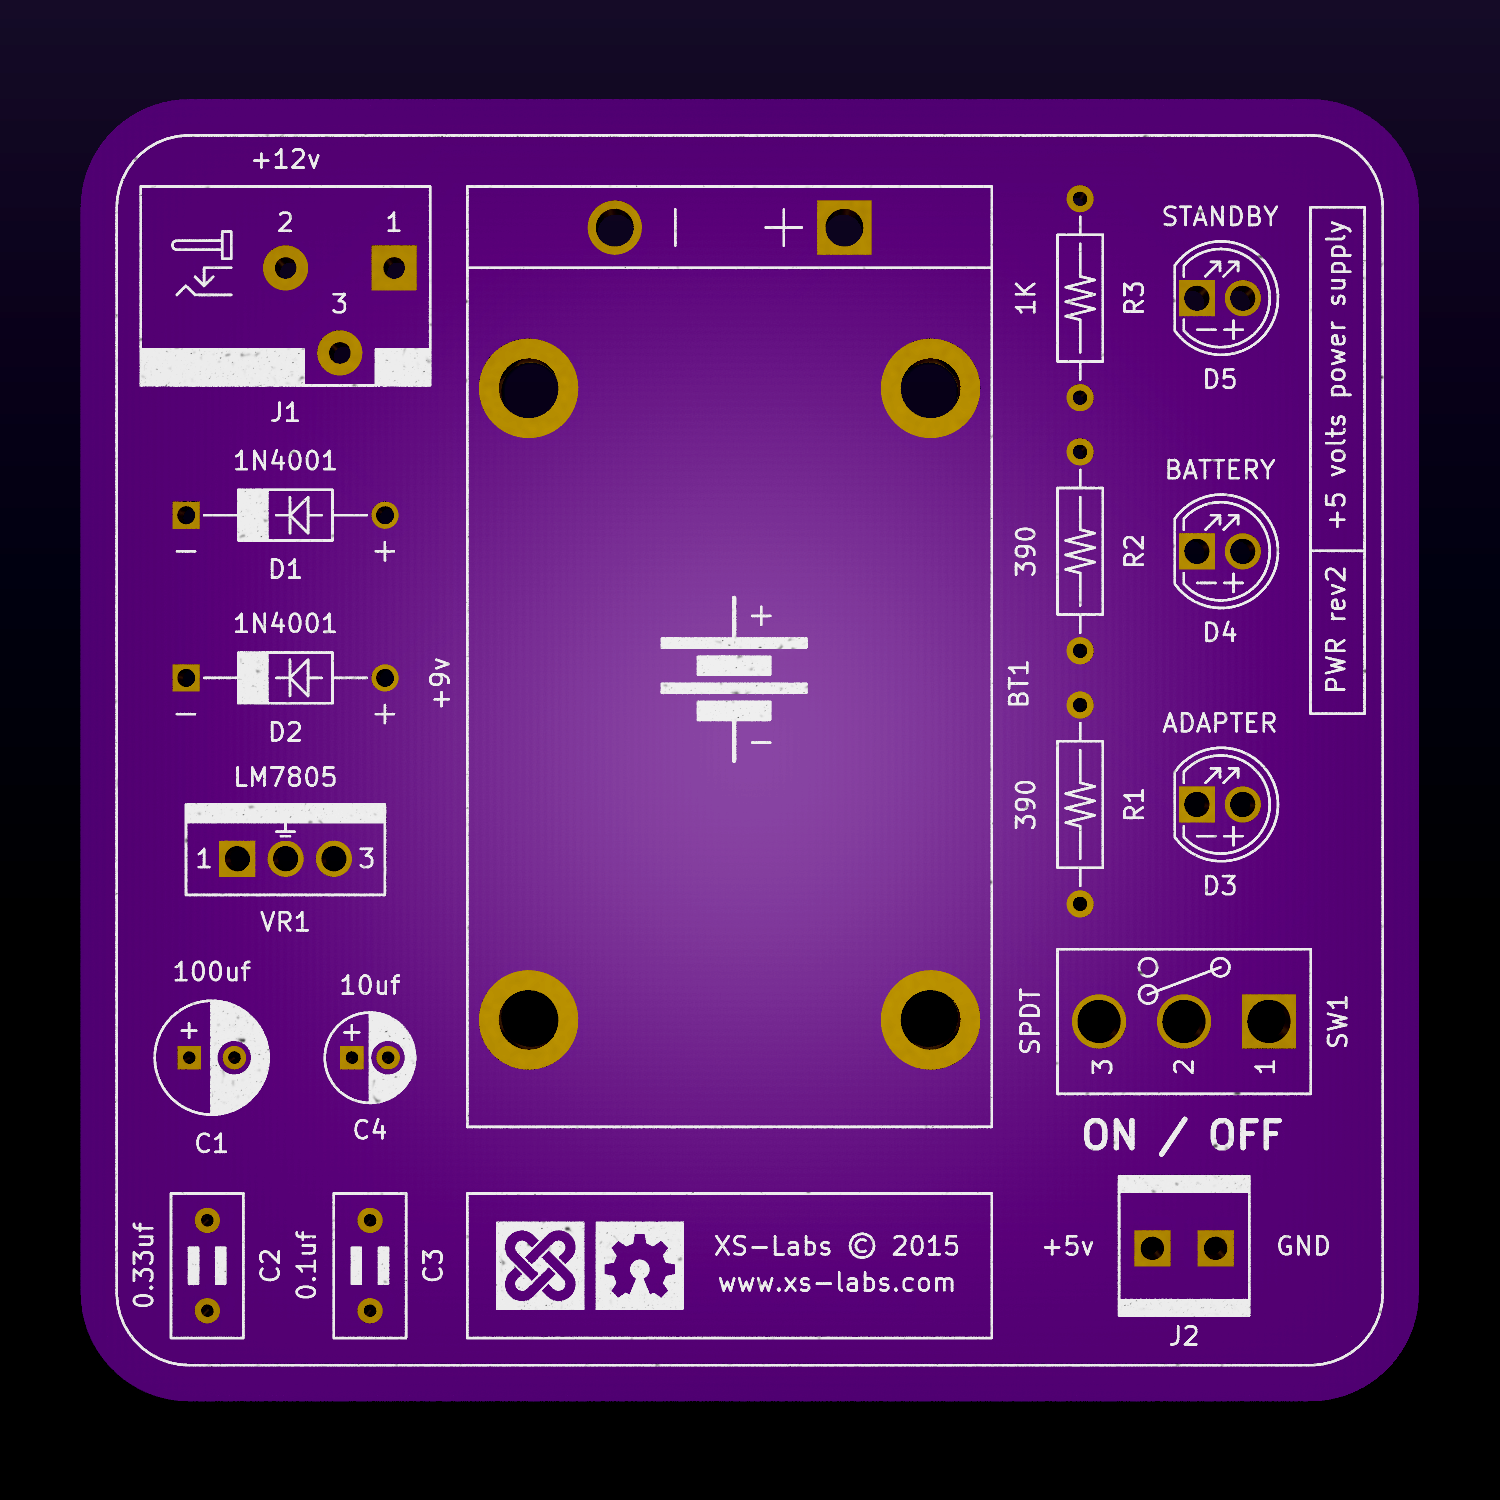 +12v
2 1
3
J1
1N4001
− +
D1
1N4001
− +
D2
LM7805
1 3
VR1
100uf
+
C1
10uf
+
C4
0.33uf
C2
0.1uf
C3
+9v
− +
+
−
BT1
1K
R3
390
R2
390
R1
STANDBY
− +
D5
BATTERY
− +
D4
ADAPTER
− +
D3
PWR rev2
+5 volts power supply
SPDT
3 2 1
SW1
ON / OFF
+5v
GND
J2
XS-Labs © 2015
www.xs-labs.com